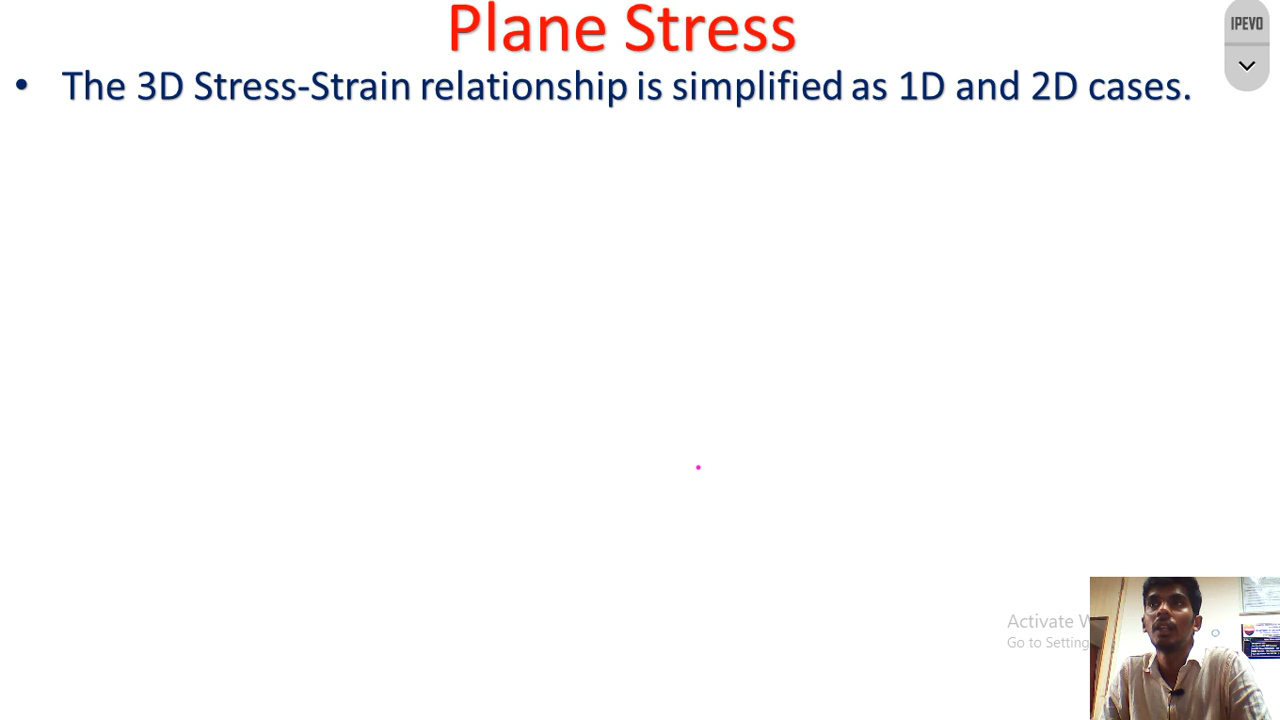 Plane Stress
IPEVO
• The 3D Stress-Strain relationship is simplified as 1D and 2D cases.
Activate
Go to Setting